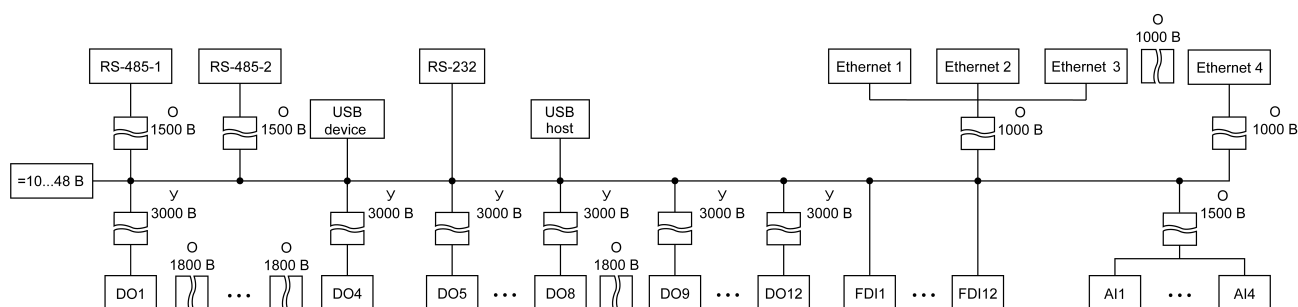 О
1000 В
RS-485-1
RS-485-2
RS-232
Ethernet 1
Ethernet 2
Ethernet 3
Ethernet 4
О
1500 В
О
1500 В
USB
device
USB
host
О
1000 В
О
1000 В
=10...48 В
У
3000 В
У
3000 В
У
3000 В
У
3000 В
У
3000 В
У
3000 В
О
1500 В
О
1800 В
О
1800 В
О
1800 В
DO1
...
DO4
DO5
...
DO8
DO9
...
DO12
FDI1
...
FDI12
AI1
...
AI4